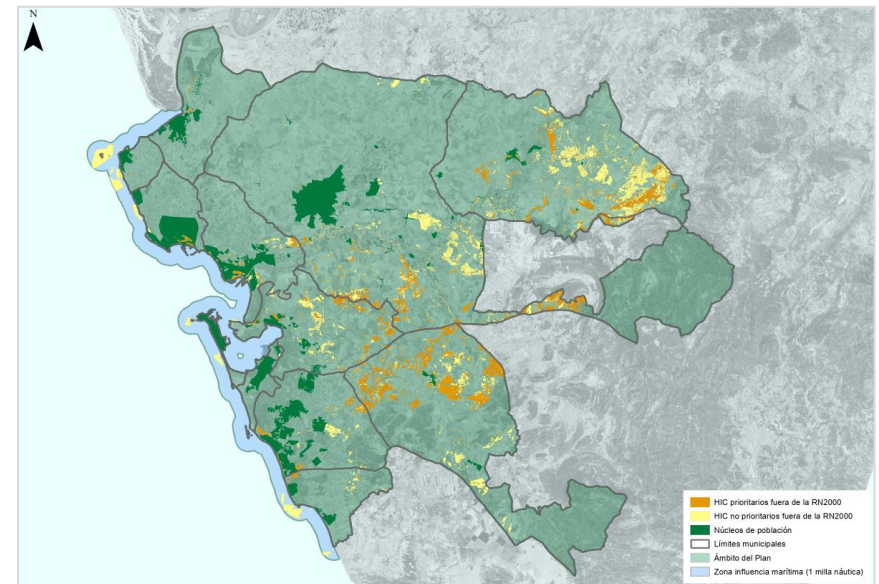 N
HIC prioritarios fuera de la RN2000
HIC no prioritarios fuera de la RN2000
Núcleos de población
Límites municipales
Ámbito del Plan
Zona influencia marítima (1 milla náutica)